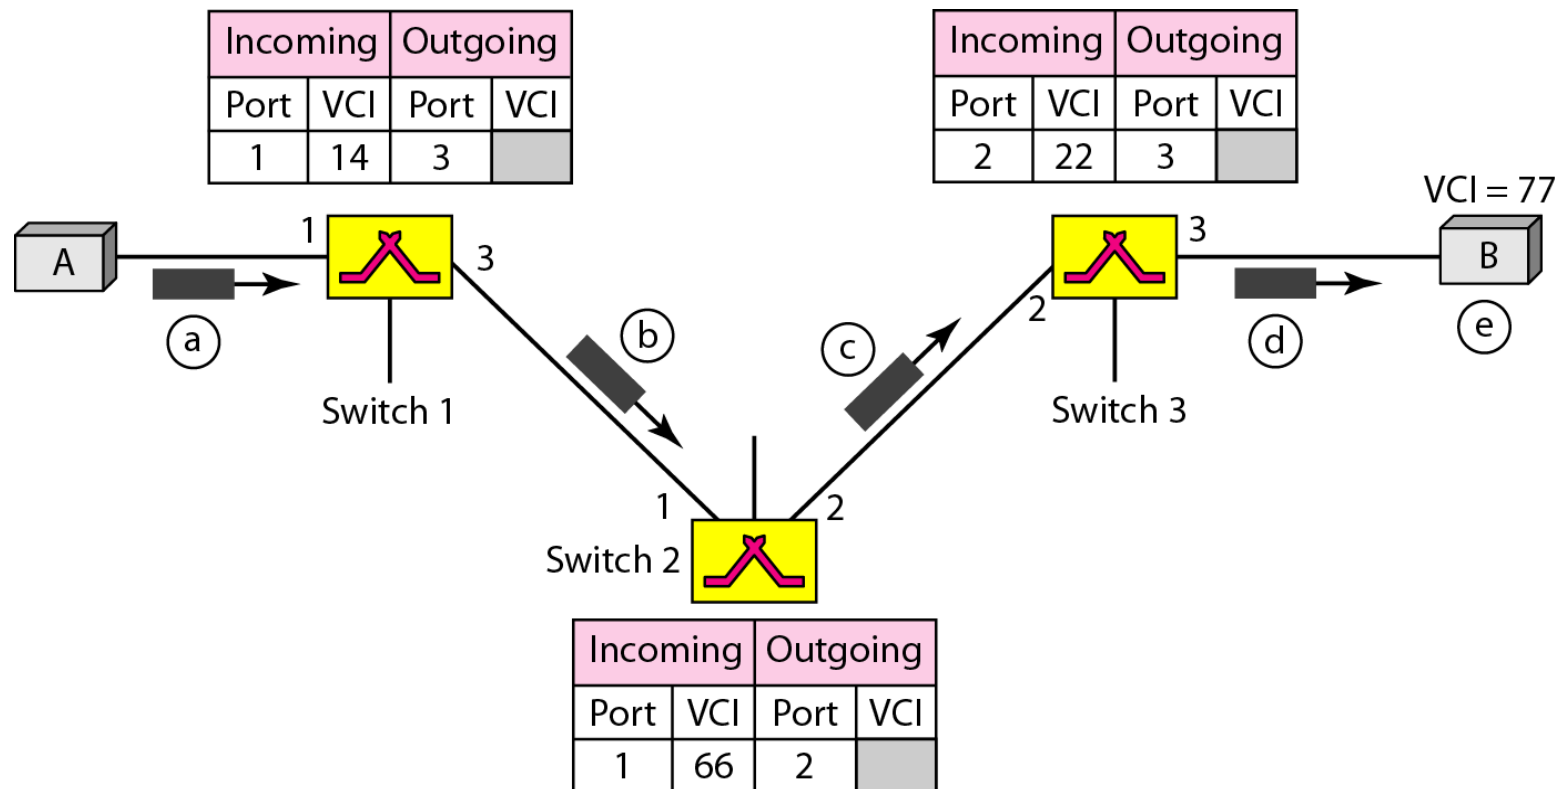 Incoming Outgoing
Port VCI Port VCI
1 14 3
Incoming Outgoing
Port VCI Port VCI
2 22 3
VCI = 77
A
1
3
2
3
B
a
b
c
d
e
Switch 1
Switch 3
1
2
Switch 2
Incoming Outgoing
Port VCI Port VCI
1 66 2